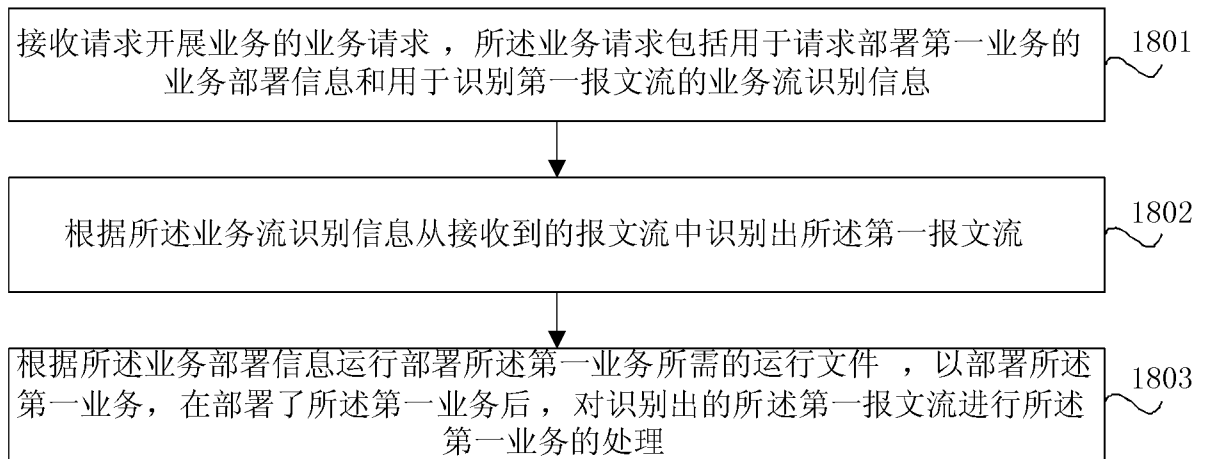 接收请求开展业务的业务请求，所述业务请求包括用于请求部署第一业务的
业务部署信息和用于识别第一报文流的业务流识别信息
1801
根据所述业务流识别信息从接收到的报文流中识别出所述第一报文流
1802
根据所述业务部署信息运行部署所述第一业务所需的运行文件，以部署所述
第一业务，在部署了所述第一业务后，对识别出的所述第一报文流进行所述
第一业务的处理
1803